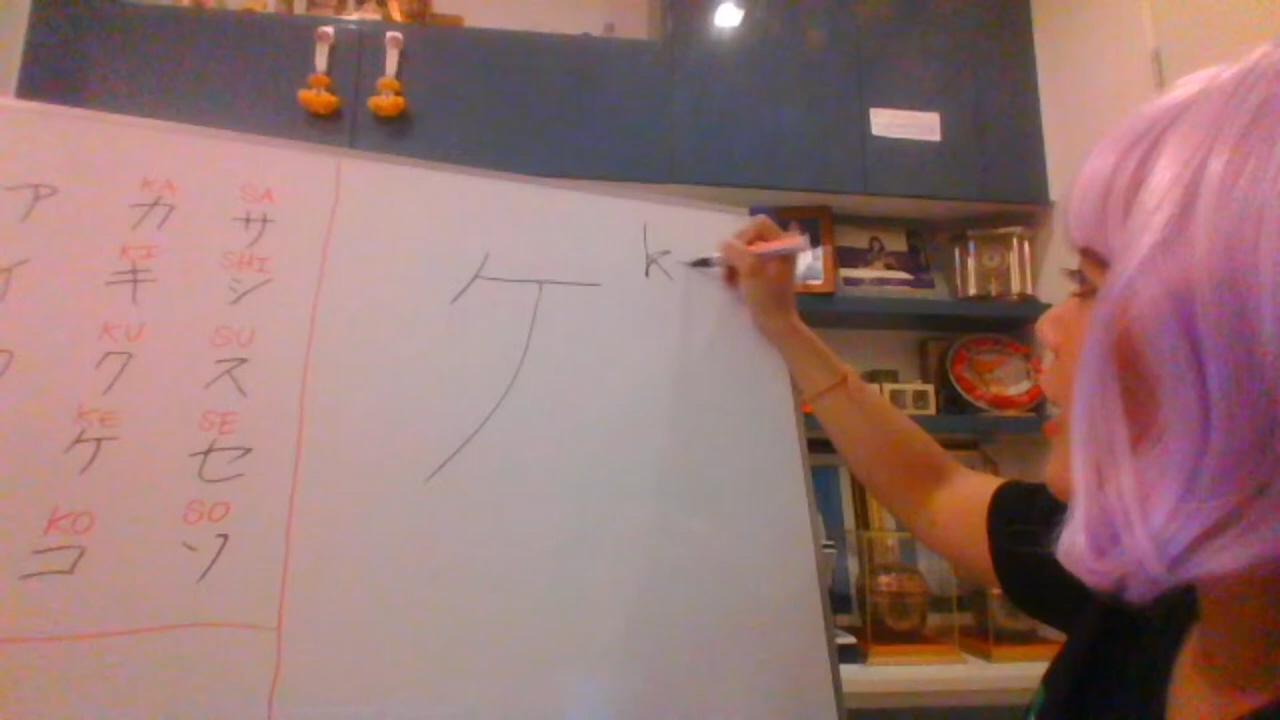 KA SA
ア カ サ
KI SHI
イ キ シ
KU SU
ク ス
KE SE
ケ セ
KO SO
コ ソ
ケ k